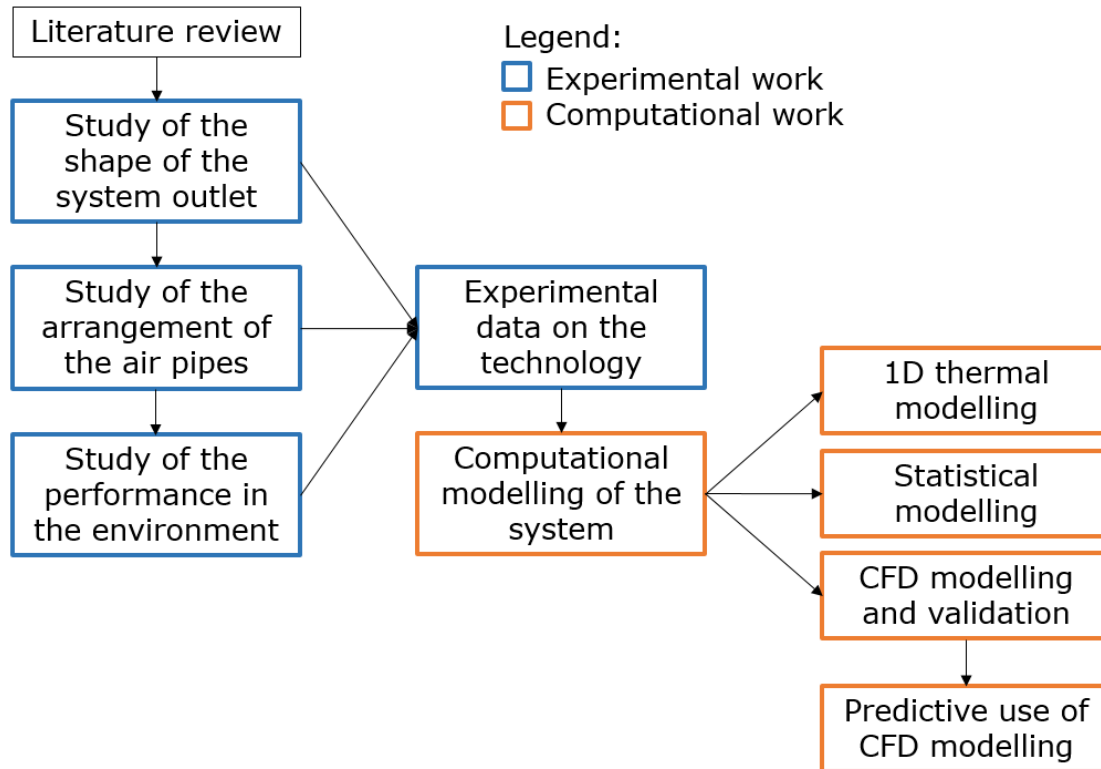 Literature review
Legend:
Experimental work
Computational work
Study of the
shape of the
system outlet
Study of the
arrangement of
the air pipes
Study of the
performance in
the environment
Experimental
data on the
technology
Computational
modelling of the
system
1D thermal
modelling
Statistical
modelling
CFD modelling
and validation
Predictive use of
CFD modelling